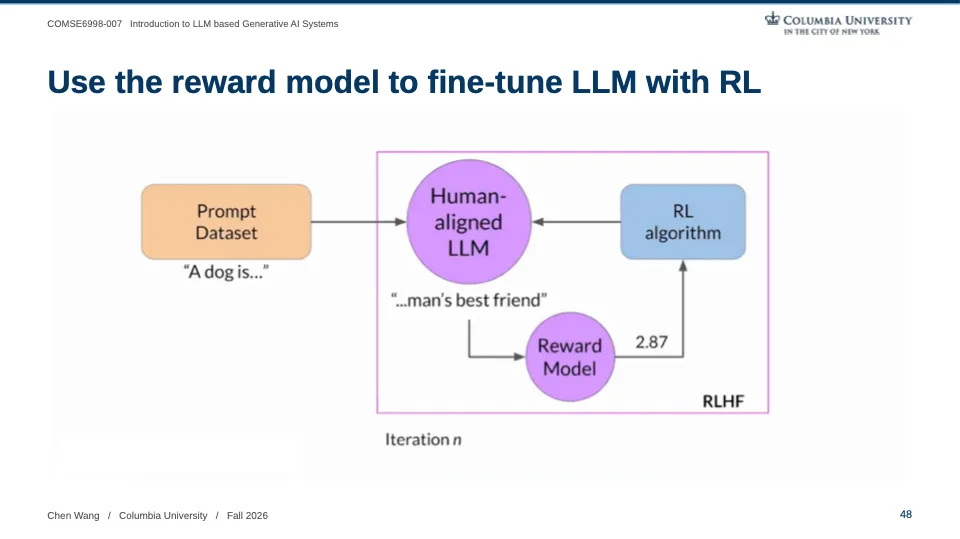 COMSE6998-007 Introduction to LLM based Generative AI Systems
COLUMBIA UNIVERSITY
IN THE CITY OF NEW YORK
Use the reward model to fine-tune LLM with RL
Prompt
Dataset
"A dog is..."
Human-
aligned
LLM
RL
algorithm
"...man's best friend"
Reward
Model
2.87
RLHF
Iteration n
Chen Wang / Columbia University / Fall 2026
48